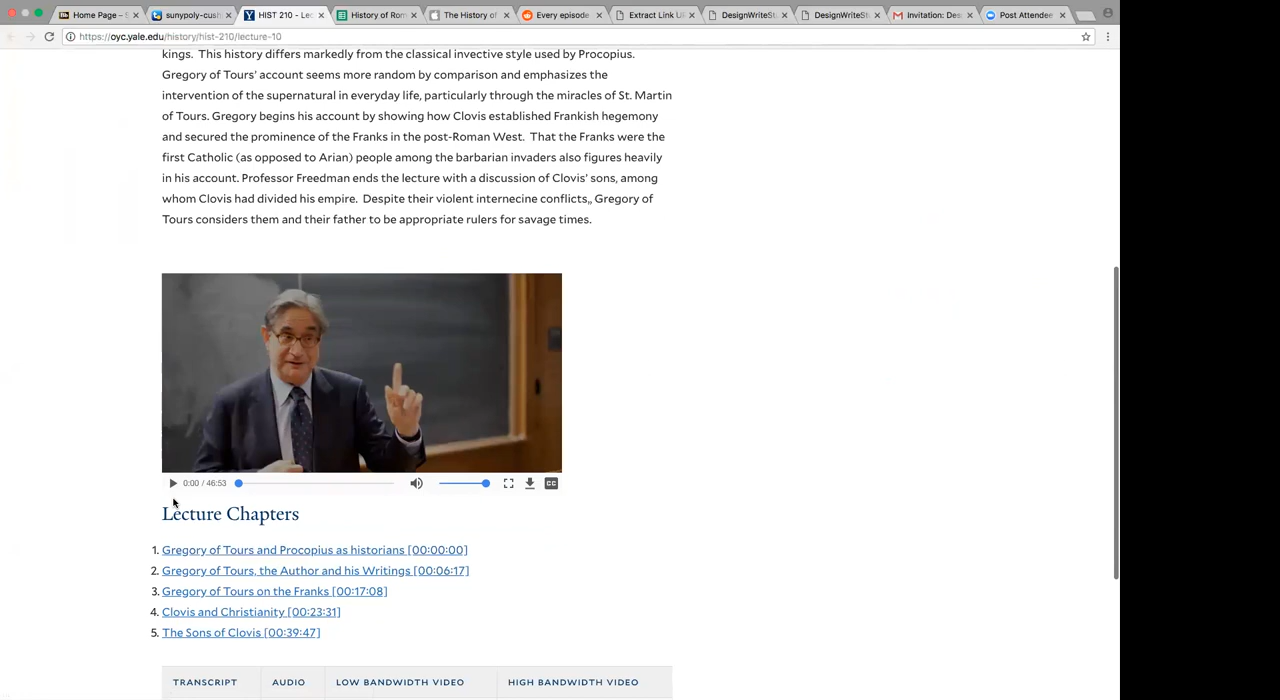 Home Page - S
sunypoly-cush
HIST 210 - Lec
History of Rom
The History of
Every episode
Extract Link U
DesignWriteStu
DesignWriteStu
Invitation: Des
Post Attendee
https://oyc.yale.edu/history/hist-210/lecture-10
kings. This history differs markedly from the classical invective style used by Procopius.
Gregory of Tours' account seems more random by comparison and emphasizes the
intervention of the supernatural in everyday life, particularly through the miracles of St. Martin
of Tours. Gregory begins his account by showing how Clovis established Frankish hegemony
and secured the prominence of the Franks in the post-Roman West. That the Franks were the
first Catholic (as opposed to Arian) people among the barbarian invaders also figures heavily
in his account. Professor Freedman ends the lecture with a discussion of Clovis' sons, among
whom Clovis had divided his empire. Despite their violent internecine conflicts,, Gregory of
Tours considers them and their father to be appropriate rulers for savage times.
0:00 / 46:53
CC
Lecture Chapters
1. Gregory of Tours and Procopius as historians [00:00:00]
2. Gregory of Tours, the Author and his Writings [00:06:17]
3. Gregory of Tours on the Franks [00:17:08]
4. Clovis and Christianity [00:23:31]
5. The Sons of Clovis [00:39:47]
TRANSCRIPT AUDIO LOW BANDWIDTH VIDEO HIGH BANDWIDTH VIDEO